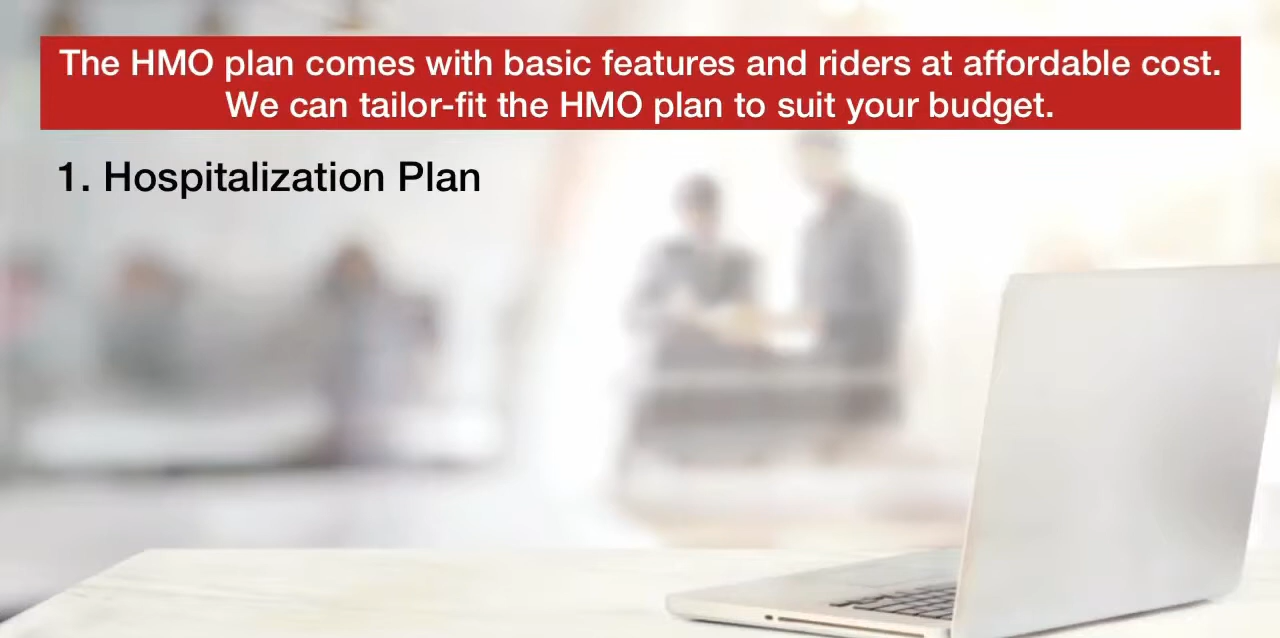 The HMO plan comes with basic features and riders at affordable cost.
We can tailor-fit the HMO plan to suit your budget.
1. Hospitalization Plan